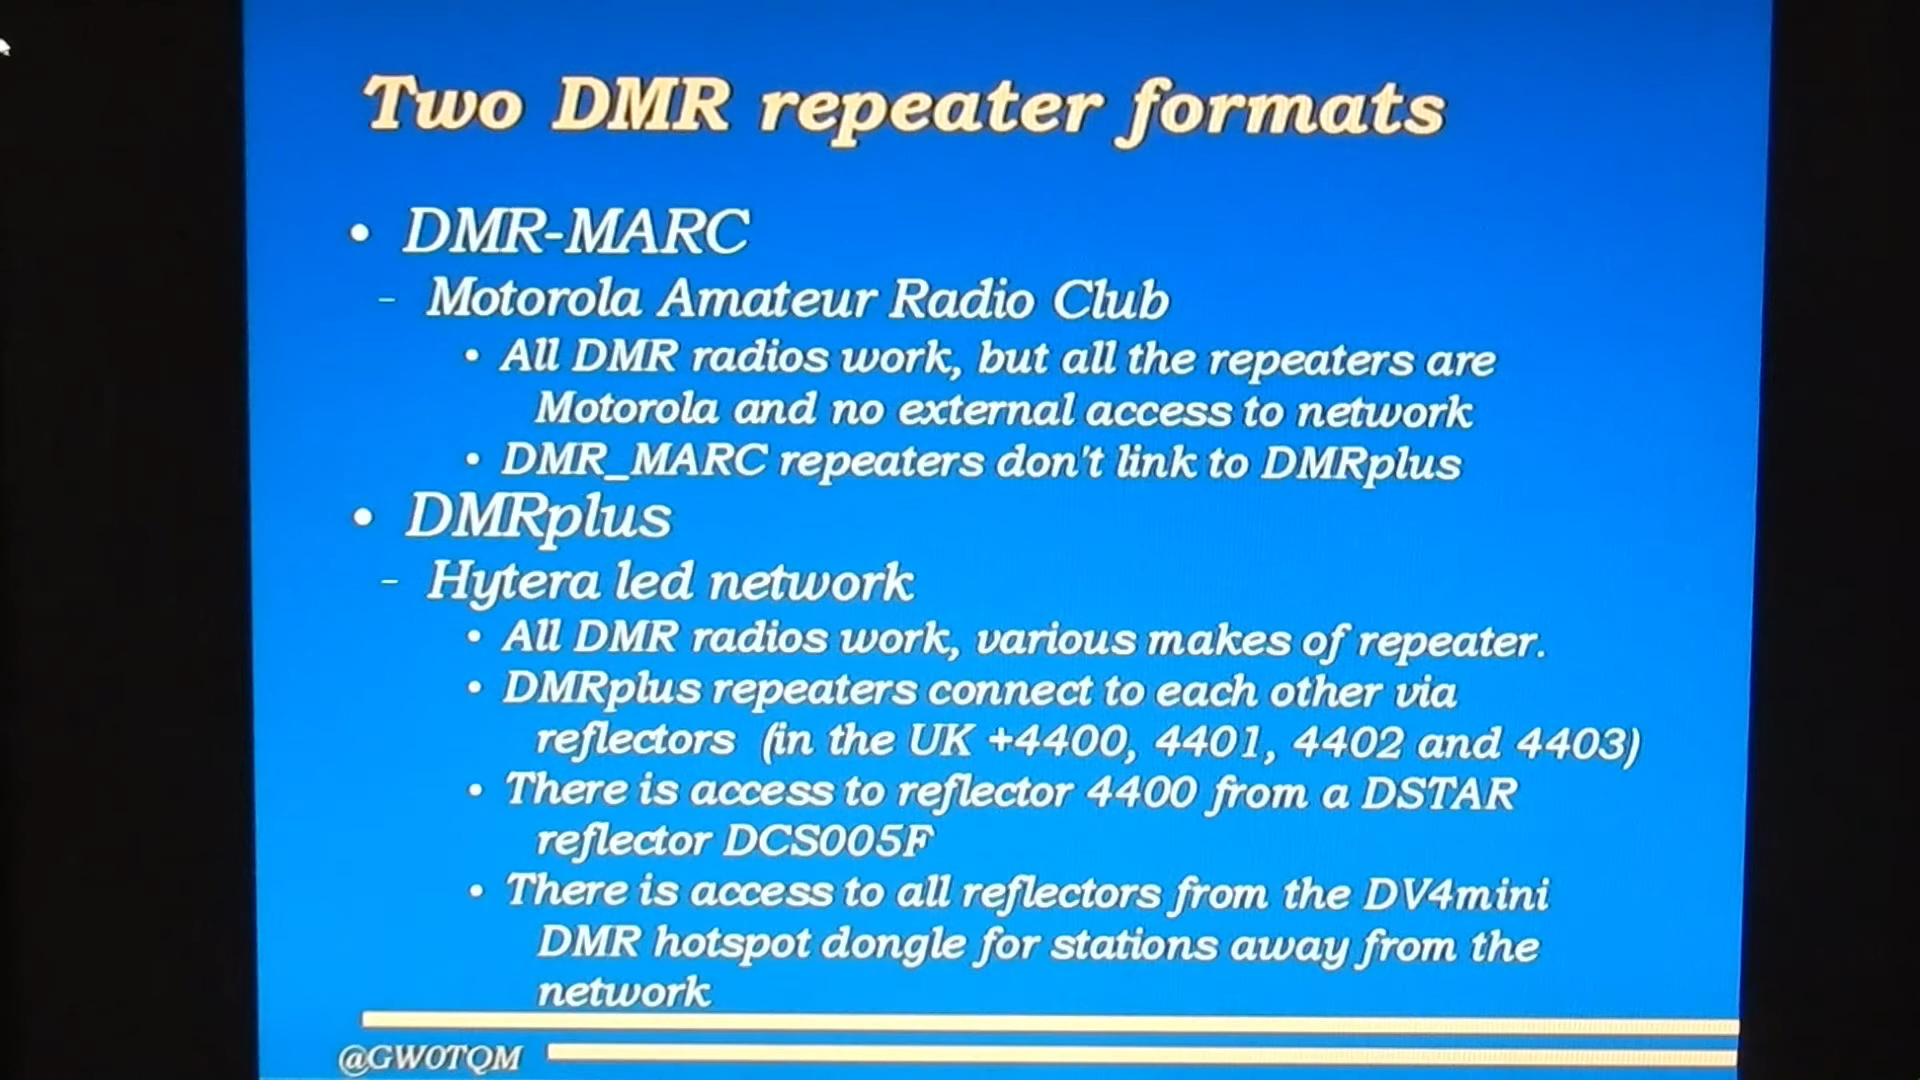 Two DMR repeater formats
• DMR-MARC
– Motorola Amateur Radio Club
• All DMR radios work, but all the repeaters are
Motorola and no external access to network
• DMR_MARC repeaters don't link to DMRplus
• DMRplus
– Hytera led network
• All DMR radios work, various makes of repeater.
• DMRplus repeaters connect to each other via
reflectors (in the UK +4400, 4401, 4402 and 4403)
• There is access to reflector 4400 from a DSTAR
reflector DCS005F
• There is access to all reflectors from the DV4mini
DMR hotspot dongle for stations away from the
network
@GW0TQM